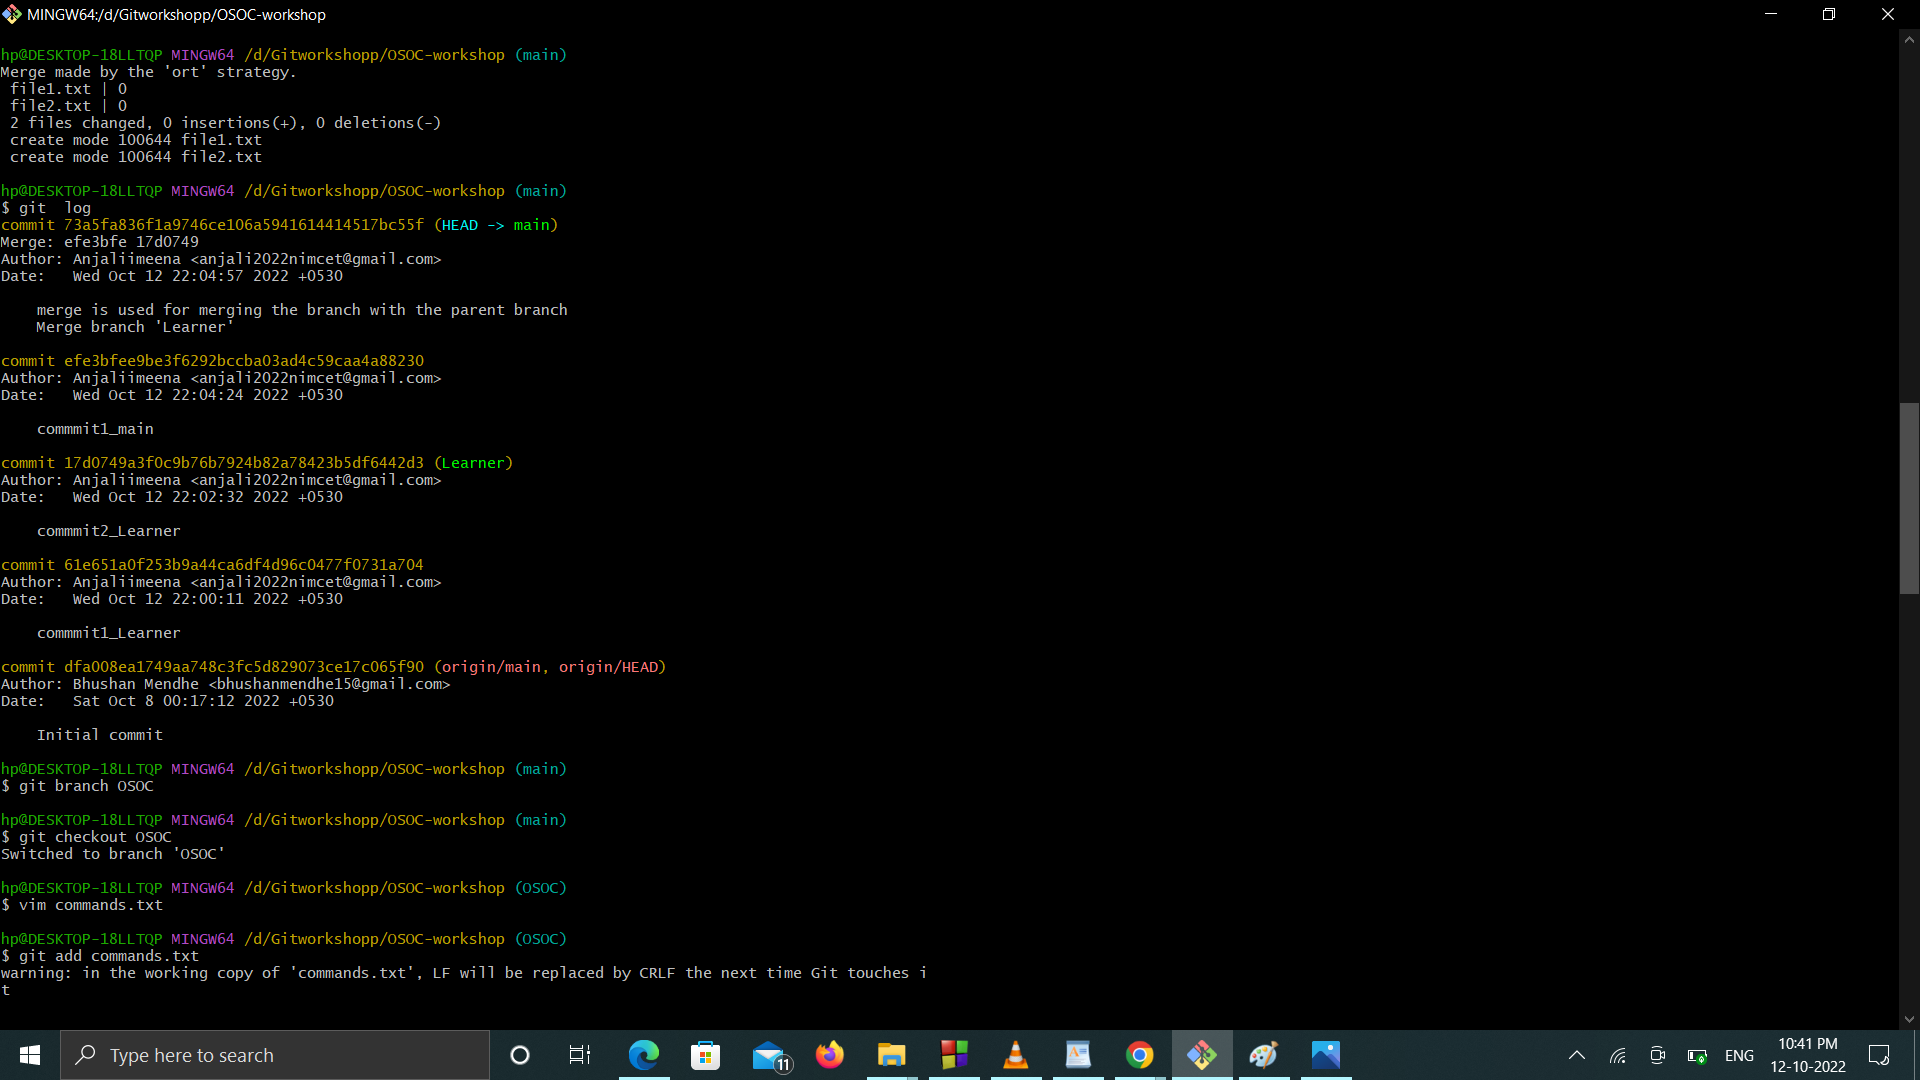 MINGW64:/d/Gitworkshopp/OSOC-workshop
hp@DESKTOP-18LLTQP MINGW64 /d/Gitworkshopp/OSOC-workshop (main)
Merge made by the 'ort' strategy.
 file1.txt | 0
 file2.txt | 0
 2 files changed, 0 insertions(+), 0 deletions(-)
 create mode 100644 file1.txt
 create mode 100644 file2.txt
hp@DESKTOP-18LLTQP MINGW64 /d/Gitworkshopp/OSOC-workshop (main)
$ git  log
commit 73a5fa836f1a9746ce106a5941614414517bc55f (HEAD -> main)
Merge: efe3bfe 17d0749
Author: Anjaliimeena <anjali2022nimcet@gmail.com>
Date:   Wed Oct 12 22:04:57 2022 +0530
    merge is used for merging the branch with the parent branch
    Merge branch 'Learner'
commit efe3bfee9be3f6292bccba03ad4c59caa4a88230
Author: Anjaliimeena <anjali2022nimcet@gmail.com>
Date:   Wed Oct 12 22:04:24 2022 +0530
    commmit1_main
commit 17d0749a3f0c9b76b7924b82a78423b5df6442d3 (Learner)
Author: Anjaliimeena <anjali2022nimcet@gmail.com>
Date:   Wed Oct 12 22:02:32 2022 +0530
    commmit2_Learner
commit 61e651a0f253b9a44ca6df4d96c0477f0731a704
Author: Anjaliimeena <anjali2022nimcet@gmail.com>
Date:   Wed Oct 12 22:00:11 2022 +0530
    commmit1_Learner
commit dfa008ea1749aa748c3fc5d829073ce17c065f90 (origin/main, origin/HEAD)
Author: Bhushan Mendhe <bhushanmendhe15@gmail.com>
Date:   Sat Oct 8 00:17:12 2022 +0530
    Initial commit
hp@DESKTOP-18LLTQP MINGW64 /d/Gitworkshopp/OSOC-workshop (main)
$ git branch OSOC
hp@DESKTOP-18LLTQP MINGW64 /d/Gitworkshopp/OSOC-workshop (main)
$ git checkout OSOC
Switched to branch 'OSOC'
hp@DESKTOP-18LLTQP MINGW64 /d/Gitworkshopp/OSOC-workshop (OSOC)
$ vim commands.txt
hp@DESKTOP-18LLTQP MINGW64 /d/Gitworkshopp/OSOC-workshop (OSOC)
$ git add commands.txt
warning: in the working copy of 'commands.txt', LF will be replaced by CRLF the next time Git touches i
t
Type here to search
11
ENG
10:41 PM
12-10-2022